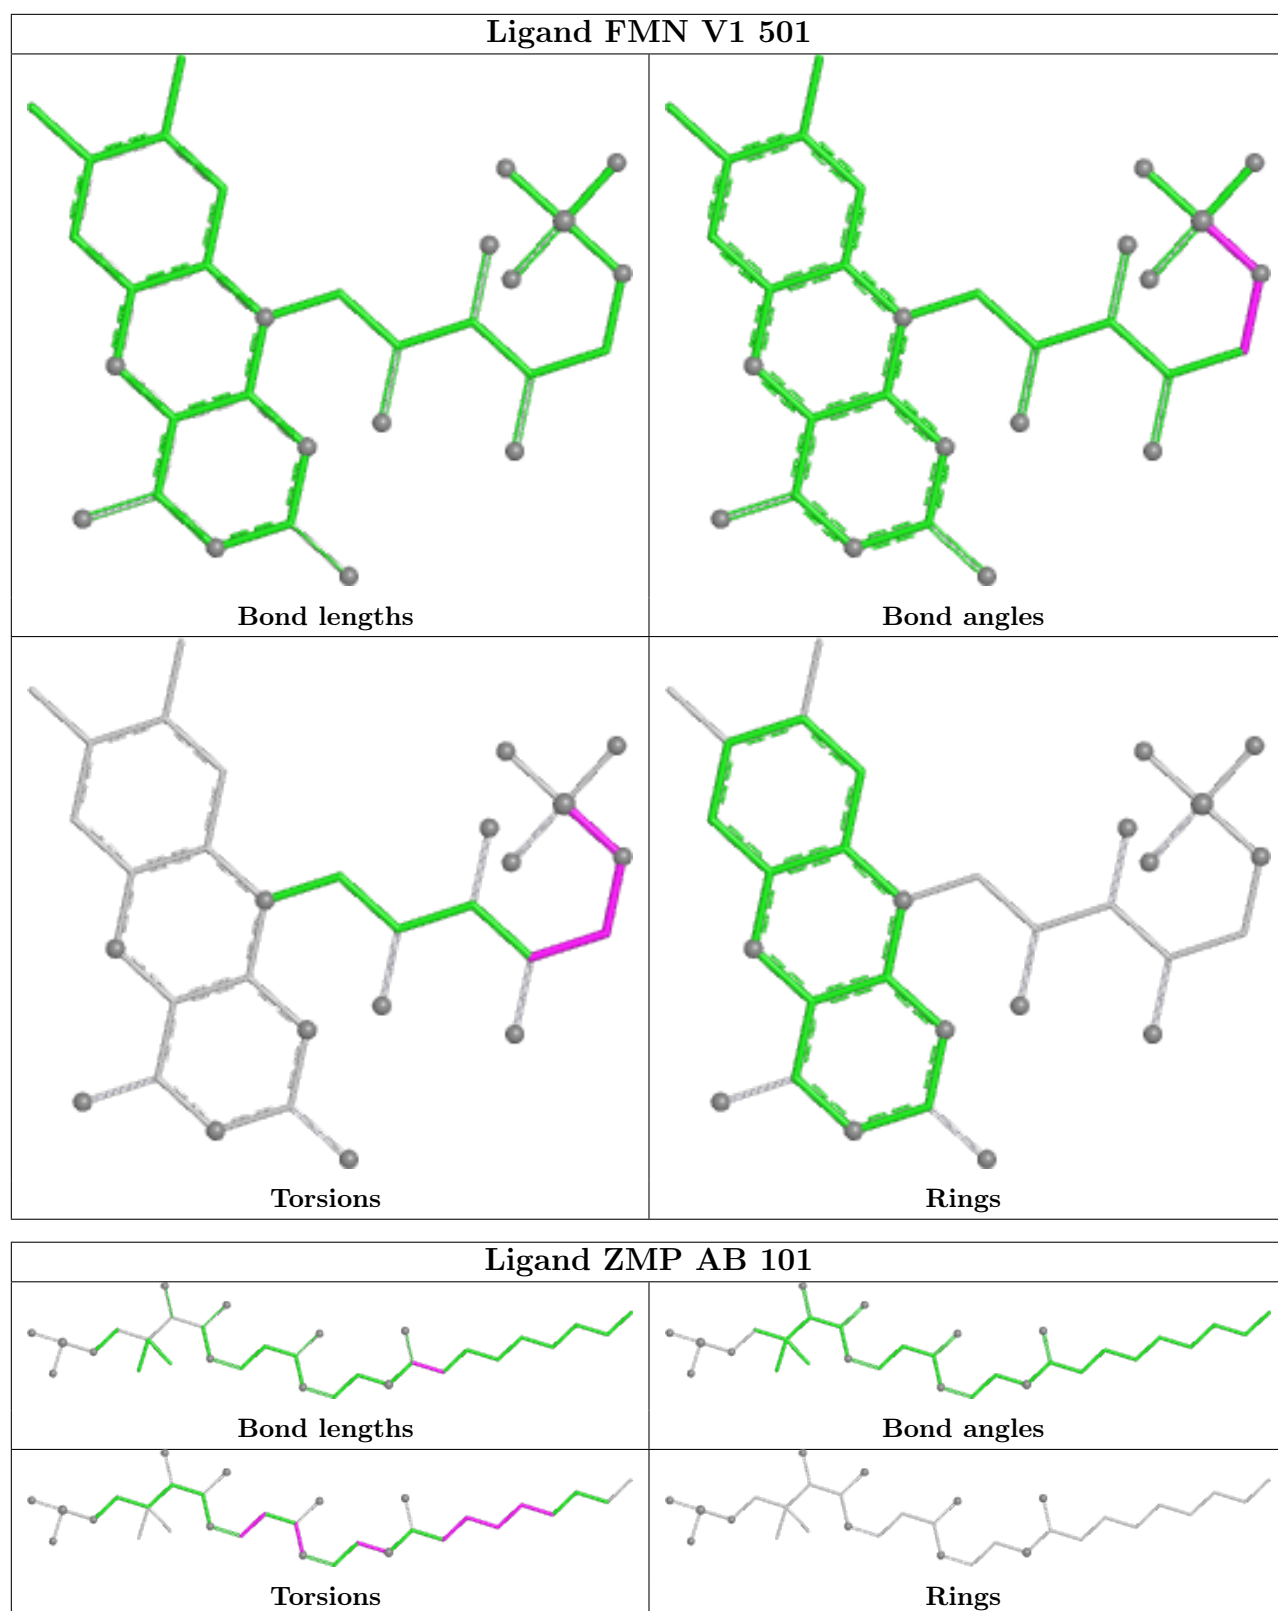 Ligand FMN V1 501
Bond lengths
Bond angles
Torsions
Rings
Ligand ZMP AB 101
Bond lengths
Bond angles
Torsions
Rings